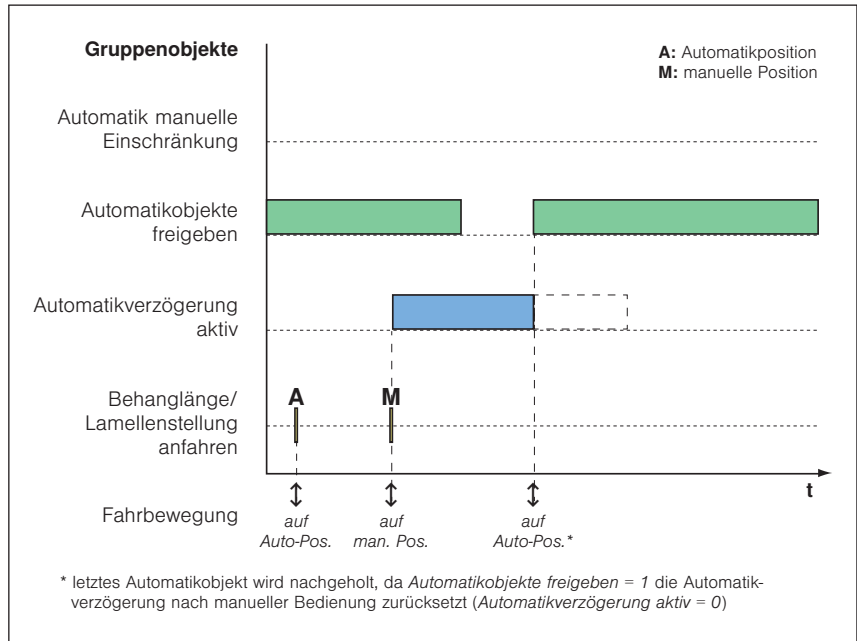 Gruppenobjekte
A: Automatikposition
M: manuelle Position
Automatik manuelle
Einschränkung
Automatikobjekte
freigeben
Automatikverzögerung
aktiv
Behanglänge/
Lamellenstellung
anfahren
A
M
t
Fahrbewegung
auf
Auto-Pos.
auf
man. Pos.
auf
Auto-Pos.*
* letztes Automatikobjekt wird nachgeholt, da Automatikobjekte freigeben = 1 die Automatik-
verzögerung nach manueller Bedienung zurücksetzt (Automatikverzögerung aktiv = 0)